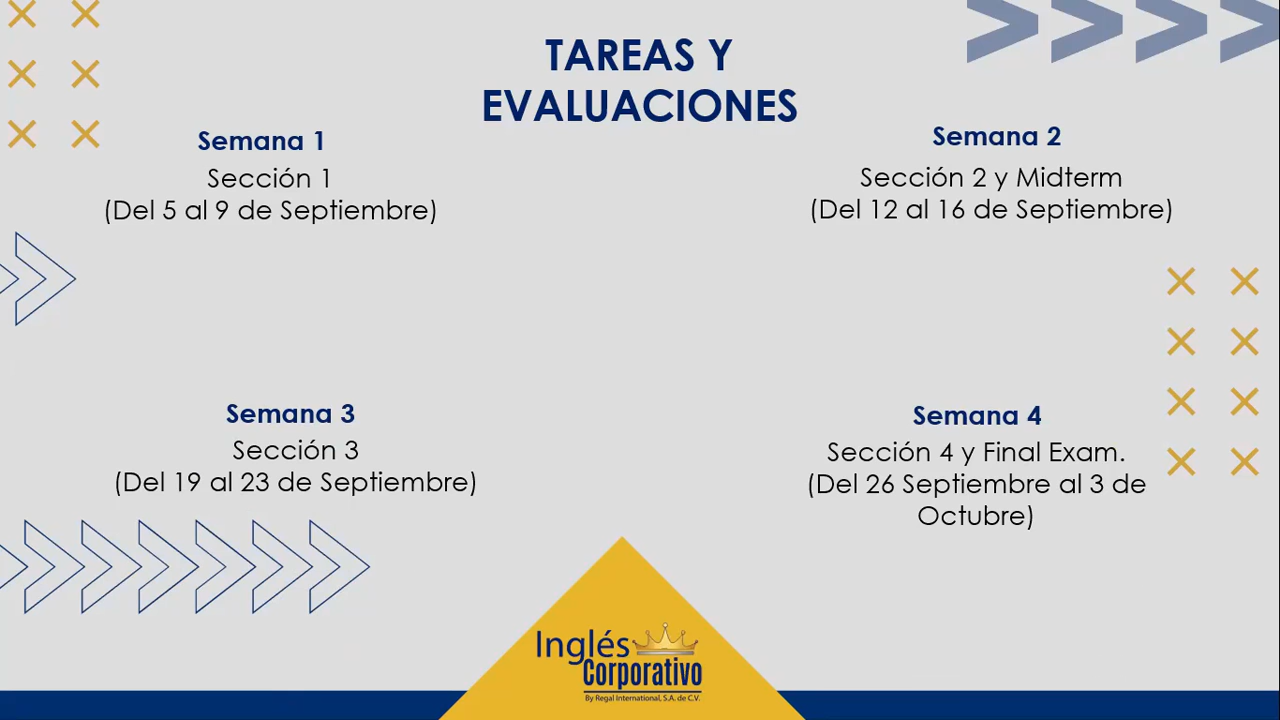 TAREAS Y
EVALUACIONES
Semana 1
Sección 1
(Del 5 al 9 de Septiembre)
Semana 2
Sección 2 y Midterm
(Del 12 al 16 de Septiembre)
Semana 3
Sección 3
(Del 19 al 23 de Septiembre)
Semana 4
Sección 4 y Final Exam.
(Del 26 Septiembre al 3 de
Octubre)
Inglés
Corporativo
By Regal International, S.A. de C.V.